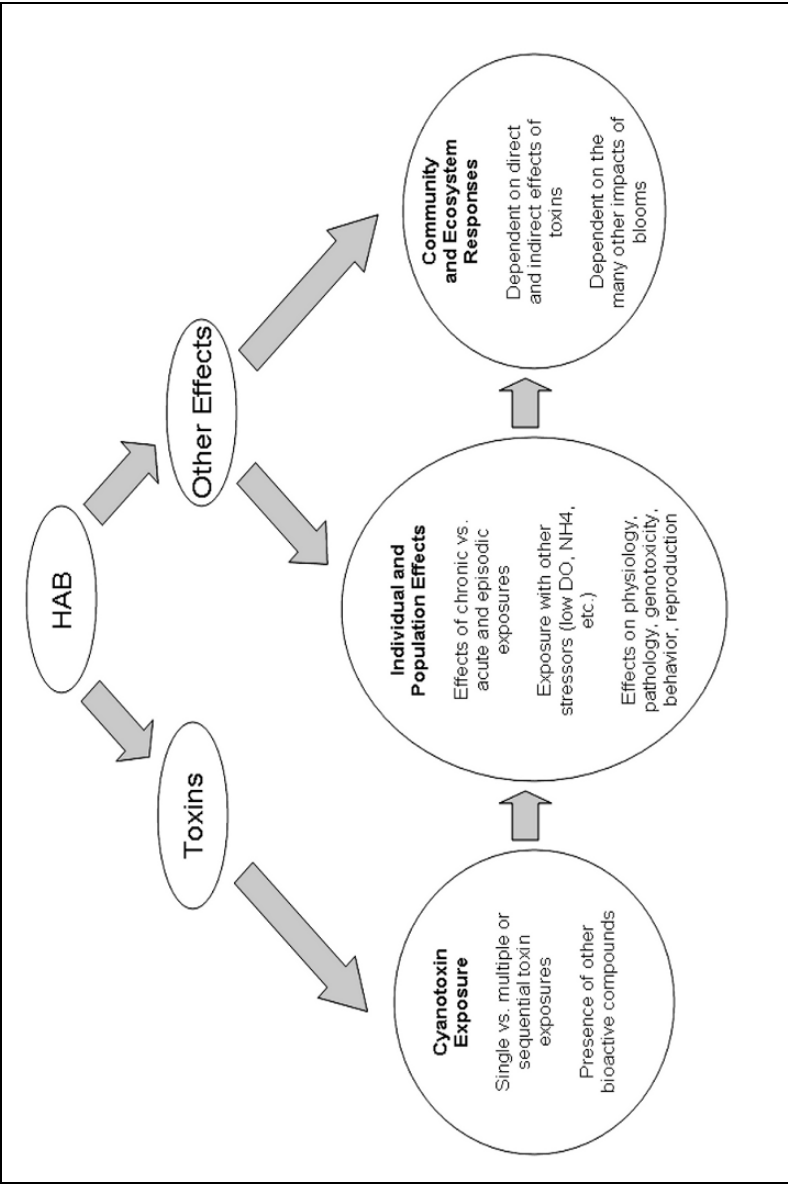 HAB
Toxins
Other Effects
Cyanotoxin
Exposure
Single vs. multiple or
sequential toxin
exposures
Presence of other
bioactive compounds
Individual and
Population Effects
Effects of chronic vs.
acute and episodic
exposures
Exposure with other
stressors (low DO, NH4,
etc.)
Effects on physiology,
pathology, genotoxicity,
behavior, reproduction
Community
and Ecosystem
Responses
Dependent on direct
and indirect effects of
toxins
Dependent on the
many other impacts of
blooms